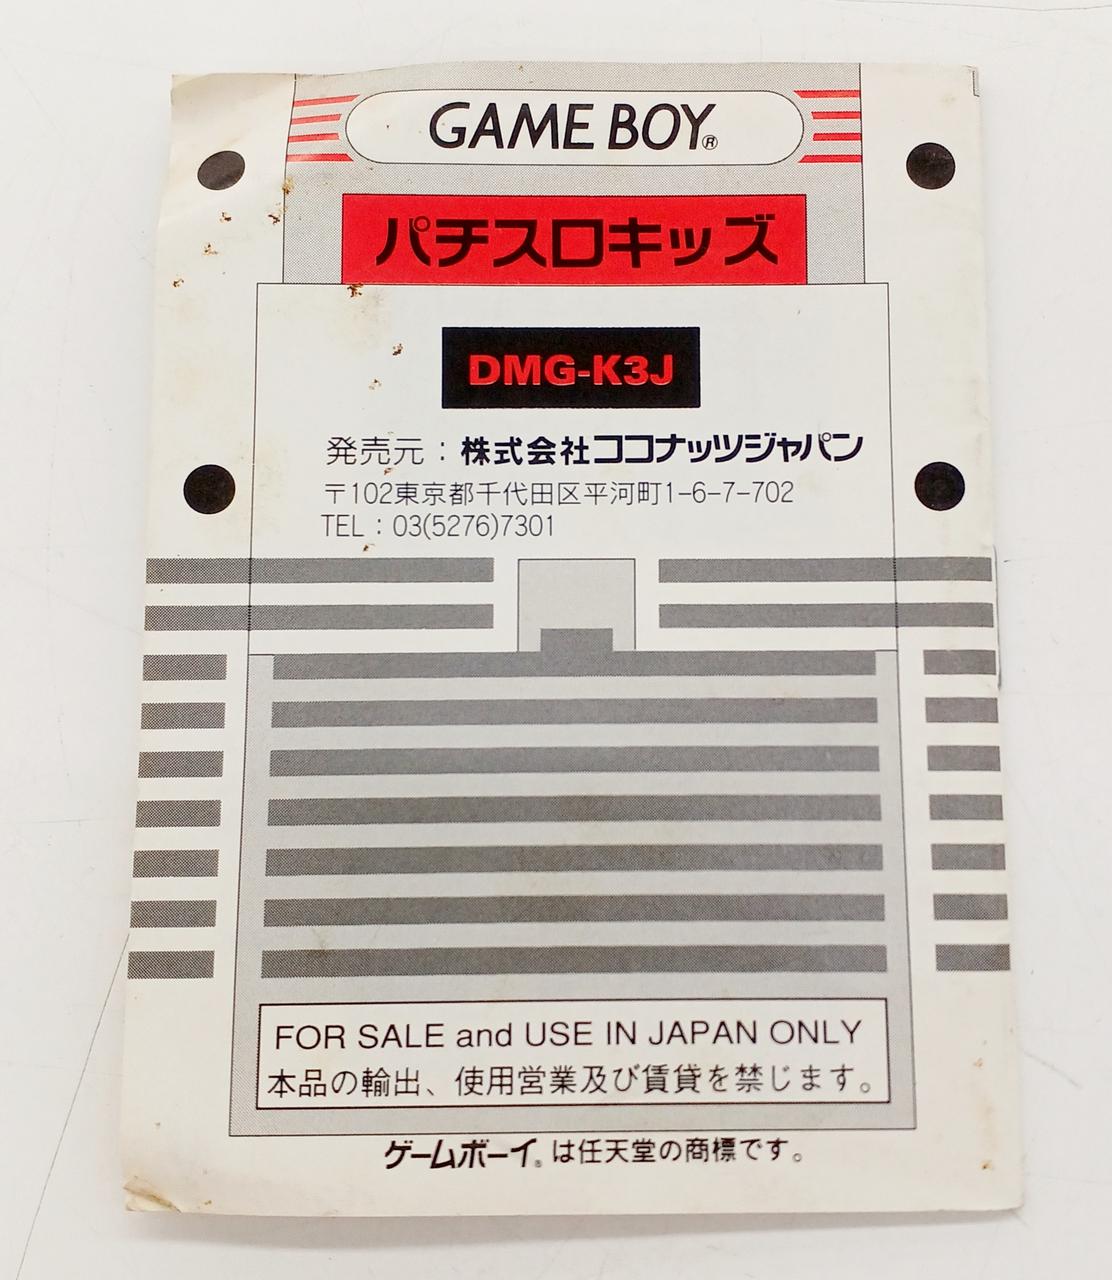 GAME BOY®
パチスロキッズ
DMG-K3J
発売元：株式会社ココナッツジャパン
〒102東京都千代田区平河町1-6-7-702
TEL：03(5276)7301
FOR SALE and USE IN JAPAN ONLY
本品の輸出、使用営業及び賃貸を禁じます。
ゲームボーイ®は任天堂の商標です。